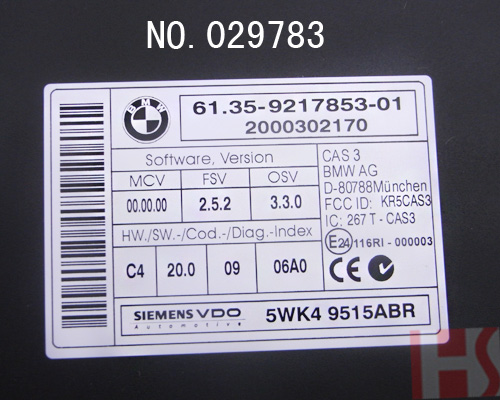 NO. 029783
BMW
61.35-9217853-01
2000302170
Software, Version
MCV FSV OSV
00.00.00 2.5.2 3.3.0
HW./SW.-/Cod.-/Diag.-Index
C4 20.0 09 06A0
CAS 3
BMW AG
D-80788München
FCC ID: KR5CAS3
IC: 267 T - CAS3
E24 116RI - 000003
CE
SIEMENS VDO
Automotive
5WK4 9515ABR
HS